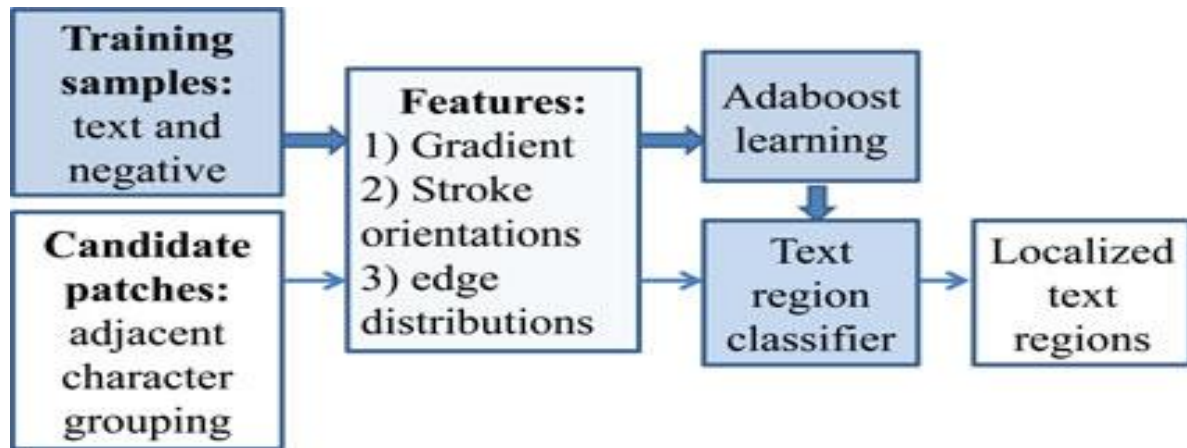 Training
samples:
text and
negative
Candidate
patches:
adjacent
character
grouping
Features:
1) Gradient
2) Stroke
orientations
3) edge
distributions
Adaboost
learning
Text
region
classifier
Localized
text
regions